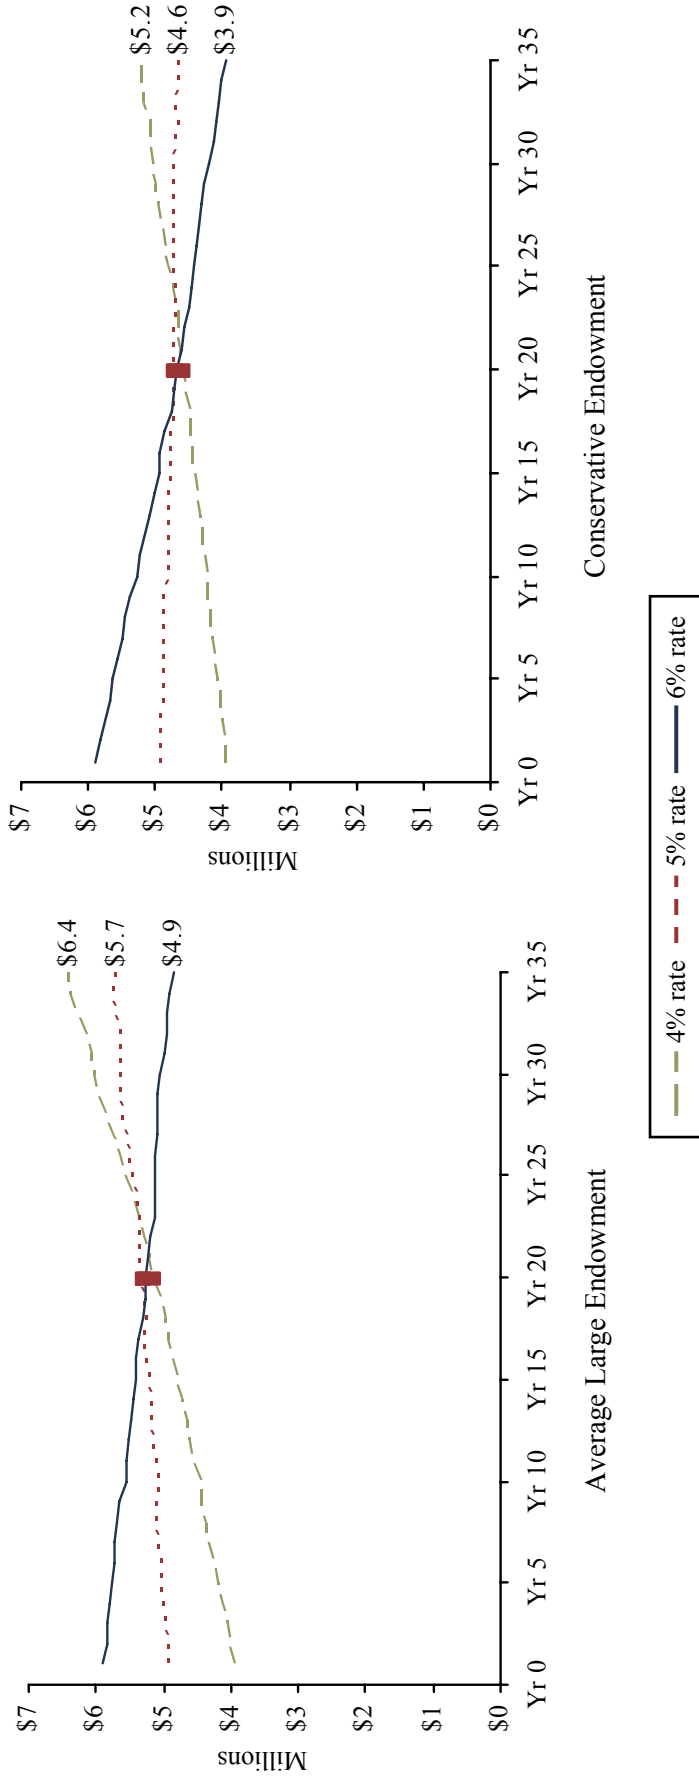 Millions
$7
$6
$5
$4
$3
$2
$1
$0
Yr 0
Yr 5
Yr 10
Yr 15
Yr 20
Yr 25
Yr 30
Yr 35
$6.4
$5.7
$4.9
Average Large Endowment
Millions
$7
$6
$5
$4
$3
$2
$1
$0
Yr 0
Yr 5
Yr 10
Yr 15
Yr 20
Yr 25
Yr 30
Yr 35
$5.2
$4.6
$3.9
Conservative Endowment
4% rate 5% rate 6% rate